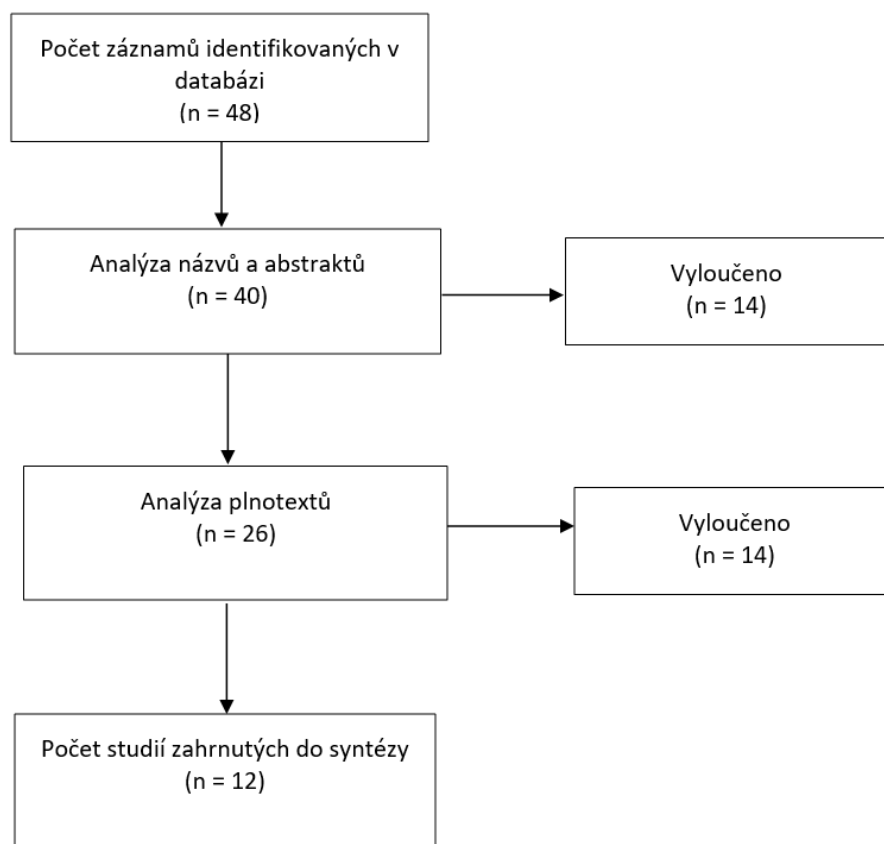 Počet záznamů identifikovaných v
databázi
(n = 48)
Analýza názvů a abstraktů
(n = 40)
Vyloučeno
(n = 14)
Analýza plnotextů
(n = 26)
Vyloučeno
(n = 14)
Počet studií zahrnutých do syntézy
(n = 12)